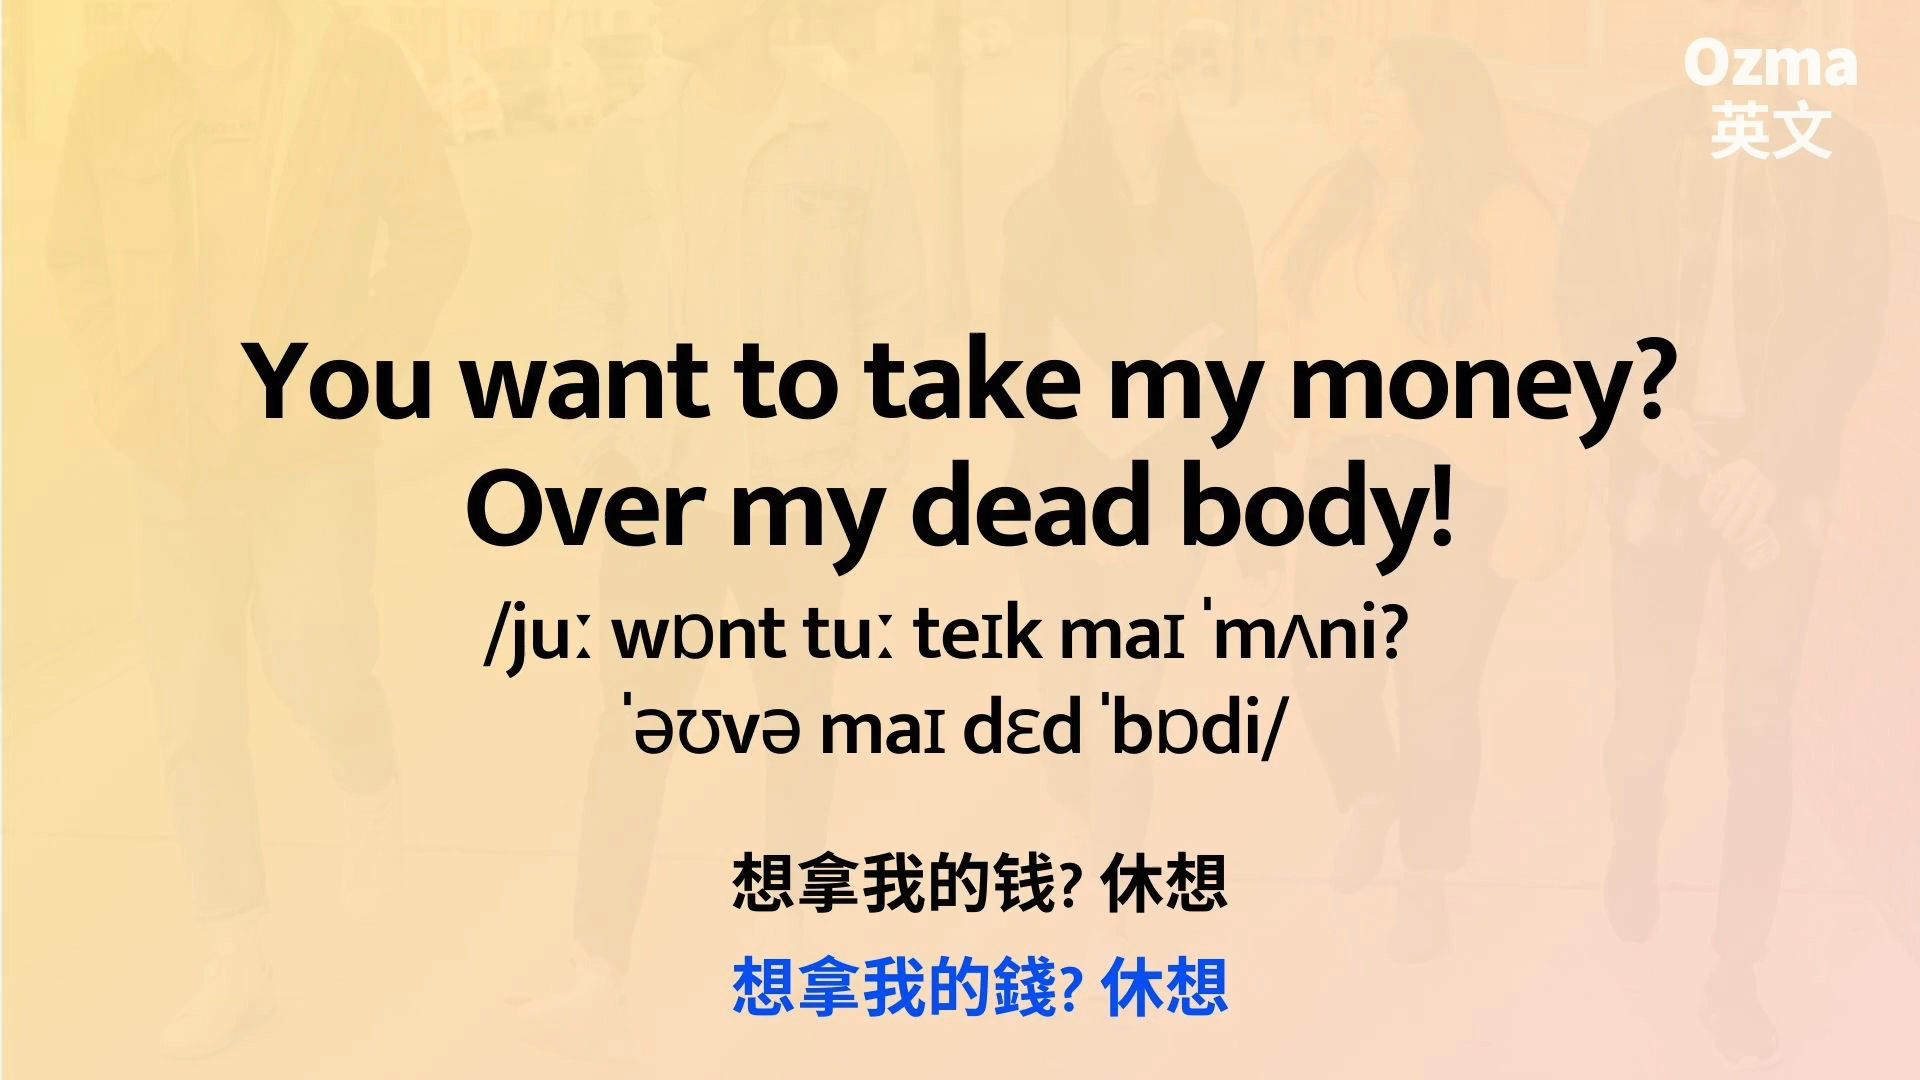 Ozma
英文
You want to take my money?
Over my dead body!
/juː wɒnt tuː teɪk maɪ ˈmʌni?
ˈəʊvə maɪ dɛd ˈbɒdi/
想拿我的钱? 休想
想拿我的錢? 休想